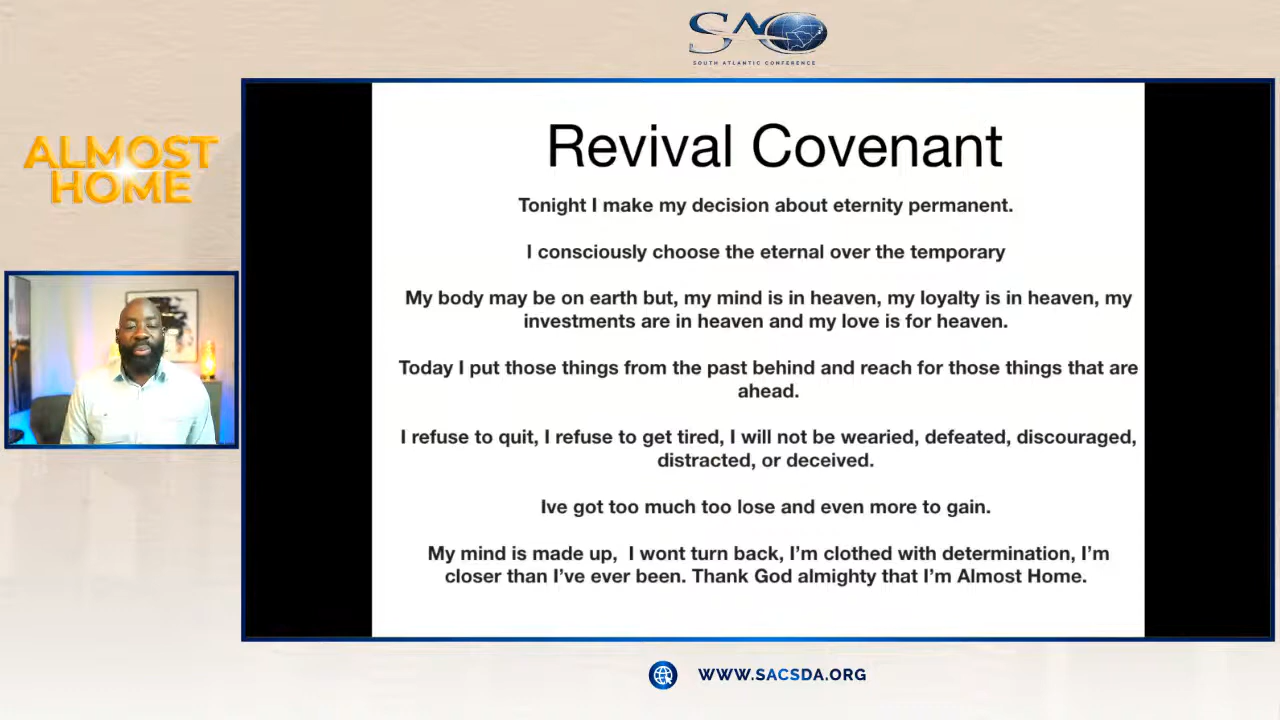 SAC
SOUTH ATLANTIC CONFERENCE
ALMOST
HOME
Revival Covenant
Tonight I make my decision about eternity permanent.
I consciously choose the eternal over the temporary
My body may be on earth but, my mind is in heaven, my loyalty is in heaven, my
investments are in heaven and my love is for heaven.
Today I put those things from the past behind and reach for those things that are
ahead.
I refuse to quit, I refuse to get tired, I will not be wearied, defeated, discouraged,
distracted, or deceived.
Ive got too much too lose and even more to gain.
My mind is made up,  I wont turn back, I’m clothed with determination, I’m
closer than I’ve ever been. Thank God almighty that I’m Almost Home.
WWW.SACSDA.ORG